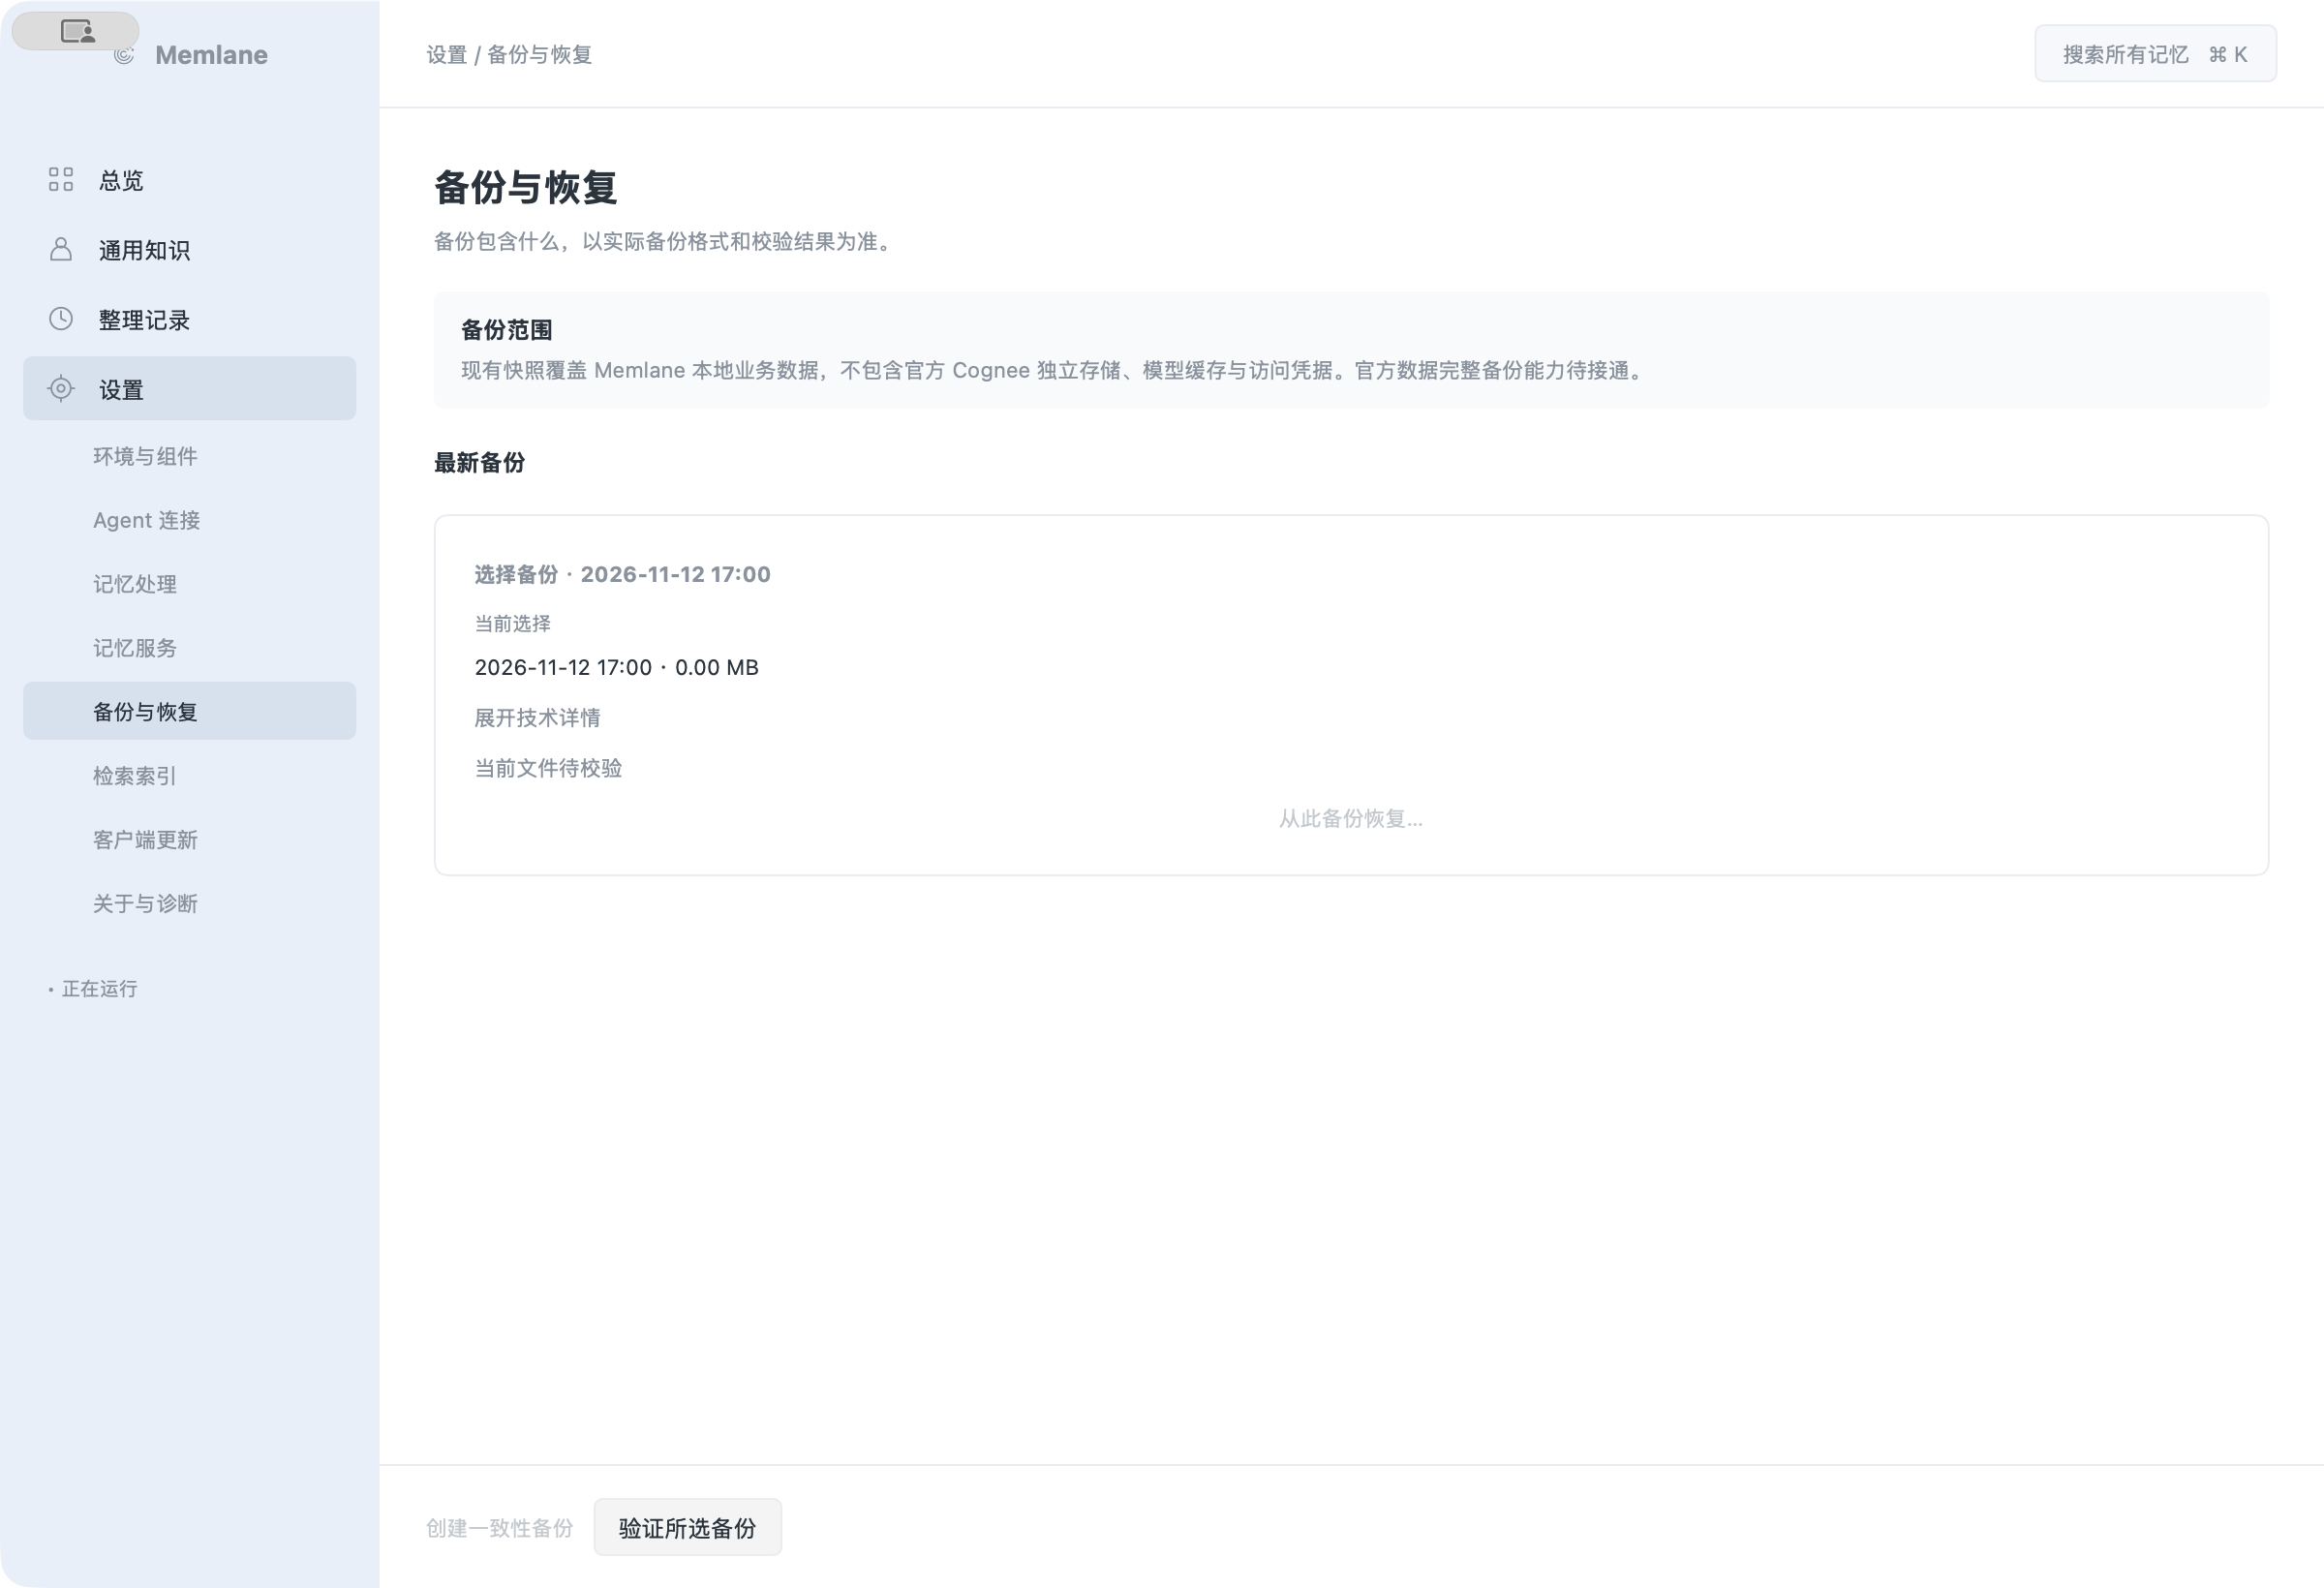 Memlane
设置 / 备份与恢复
搜索所有记忆 ⌘ K
总览
通用知识
整理记录
设置
环境与组件
Agent 连接
记忆处理
记忆服务
备份与恢复
检索索引
客户端更新
关于与诊断
• 正在运行
备份与恢复
备份包含什么，以实际备份格式和校验结果为准。
备份范围
现有快照覆盖 Memlane 本地业务数据，不包含官方 Cognee 独立存储、模型缓存与访问凭据。官方数据完整备份能力待接通。
最新备份
选择备份 · 2026-11-12 17:00
当前选择
2026-11-12 17:00 · 0.00 MB
展开技术详情
当前文件待校验
从此备份恢复...
创建一致性备份
验证所选备份